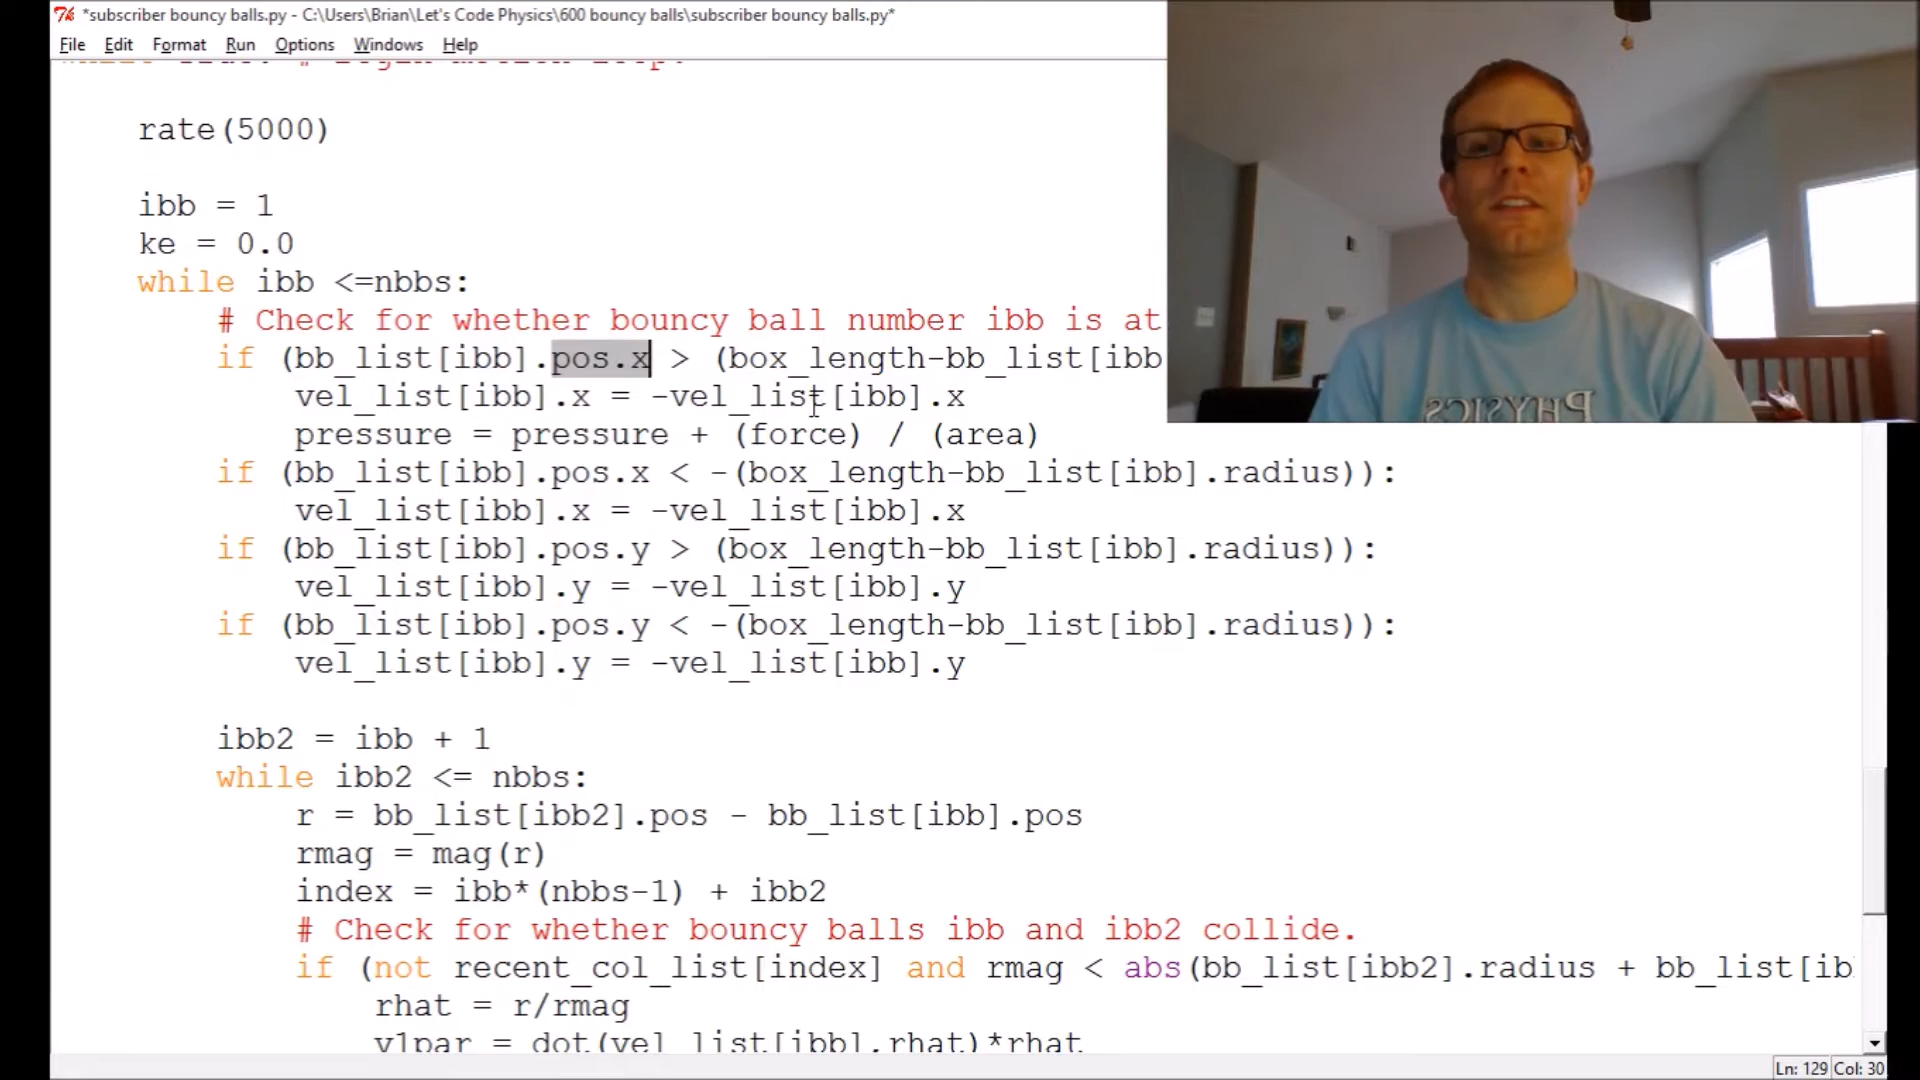 *subscriber bouncy balls.py - C:\Users\Brian\Let's Code Physics\600 bouncy balls\subscriber bouncy balls.py*
File Edit Format Run Options Windows Help
rate(5000)
ibb = 1
ke = 0.0
while ibb <=nbbs:
# Check for whether bouncy ball number ibb is at
if (bb_list[ibb].pos.x > (box_length-bb_list[ibb
vel_list[ibb].x = -vel_list[ibb].x
pressure = pressure + (force) / (area)
if (bb_list[ibb].pos.x < -(box_length-bb_list[ibb].radius)):
vel_list[ibb].x = -vel_list[ibb].x
if (bb_list[ibb].pos.y > (box_length-bb_list[ibb].radius)):
vel_list[ibb].y = -vel_list[ibb].y
if (bb_list[ibb].pos.y < -(box_length-bb_list[ibb].radius)):
vel_list[ibb].y = -vel_list[ibb].y
ibb2 = ibb + 1
while ibb2 <= nbbs:
r = bb_list[ibb2].pos - bb_list[ibb].pos
rmag = mag(r)
index = ibb*(nbbs-1) + ibb2
# Check for whether bouncy balls ibb and ibb2 collide.
if (not recent_col_list[index] and rmag < abs(bb_list[ibb2].radius + bb_list[ib
rhat = r/rmag
v1par = dot(vel_list[ibb],rhat)*rhat
Ln: 129 Col: 30
PHYSICS